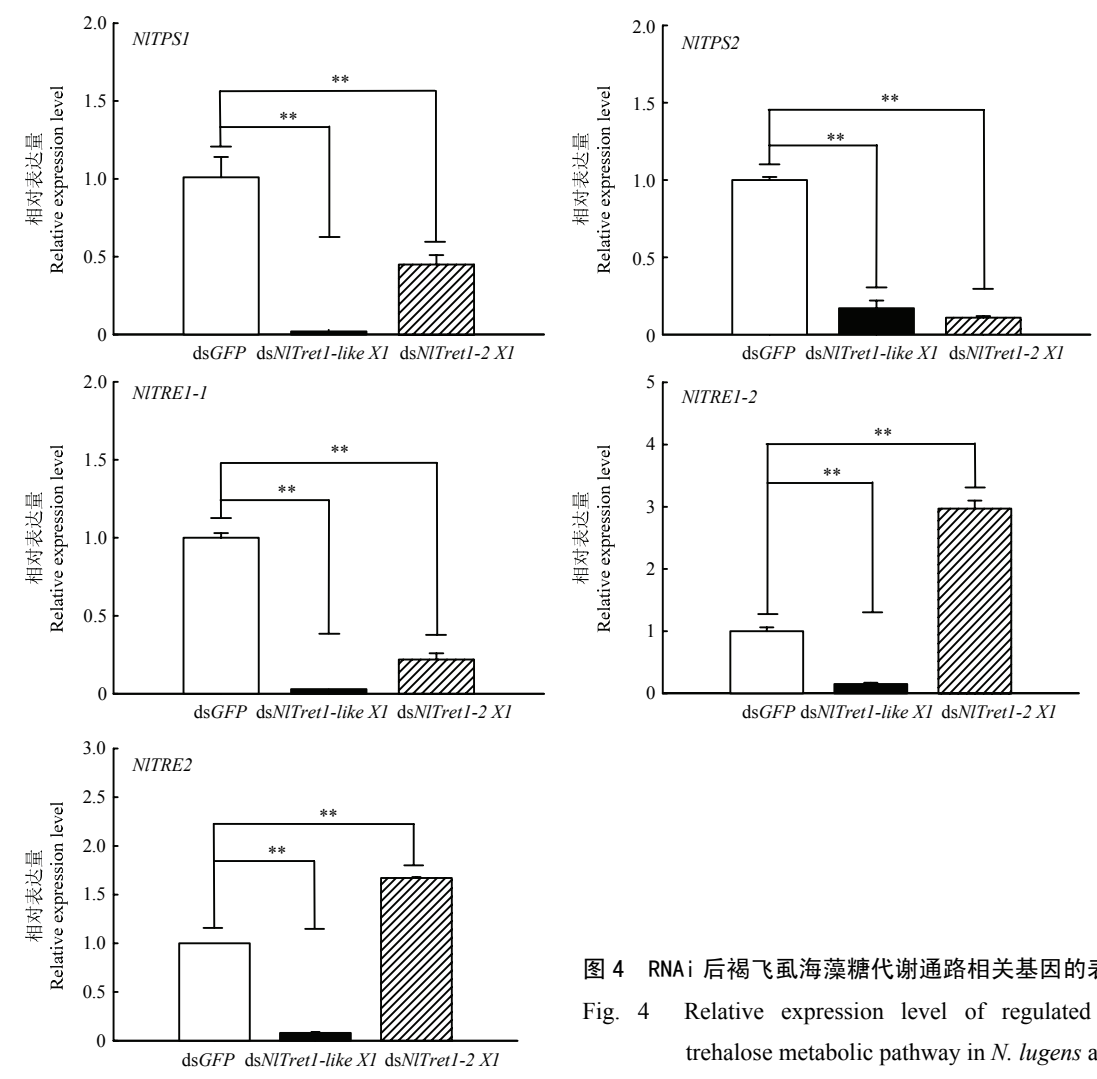 NlTPS1
2.0
1.5
1.0
0.5
0
**
**
相对表达量
Relative expression level
dsGFP dsNlTret1-like X1 dsNlTret1-2 X1
NlTPS2
2.0
1.5
1.0
0.5
0
**
**
相对表达量
Relative expression level
dsGFP dsNlTret1-like X1 dsNlTret1-2 X1
NlTRE1-1
2.0
1.5
1.0
0.5
0
**
**
相对表达量
Relative expression level
dsGFP dsNlTret1-like X1 dsNlTret1-2 X1
NlTRE1-2
5
4
3
2
1
0
**
**
相对表达量
Relative expression level
dsGFP dsNlTret1-like X1 dsNlTret1-2 X1
NlTRE2
3.0
2.5
2.0
1.5
1.0
0.5
0
**
**
相对表达量
Relative expression level
dsGFP dsNlTret1-like X1 dsNlTret1-2 X1
图 4 RNAi 后褐飞虱海藻糖代谢通路相关基因的表
Fig. 4 Relative expression level of regulated
trehalose metabolic pathway in N. lugens a